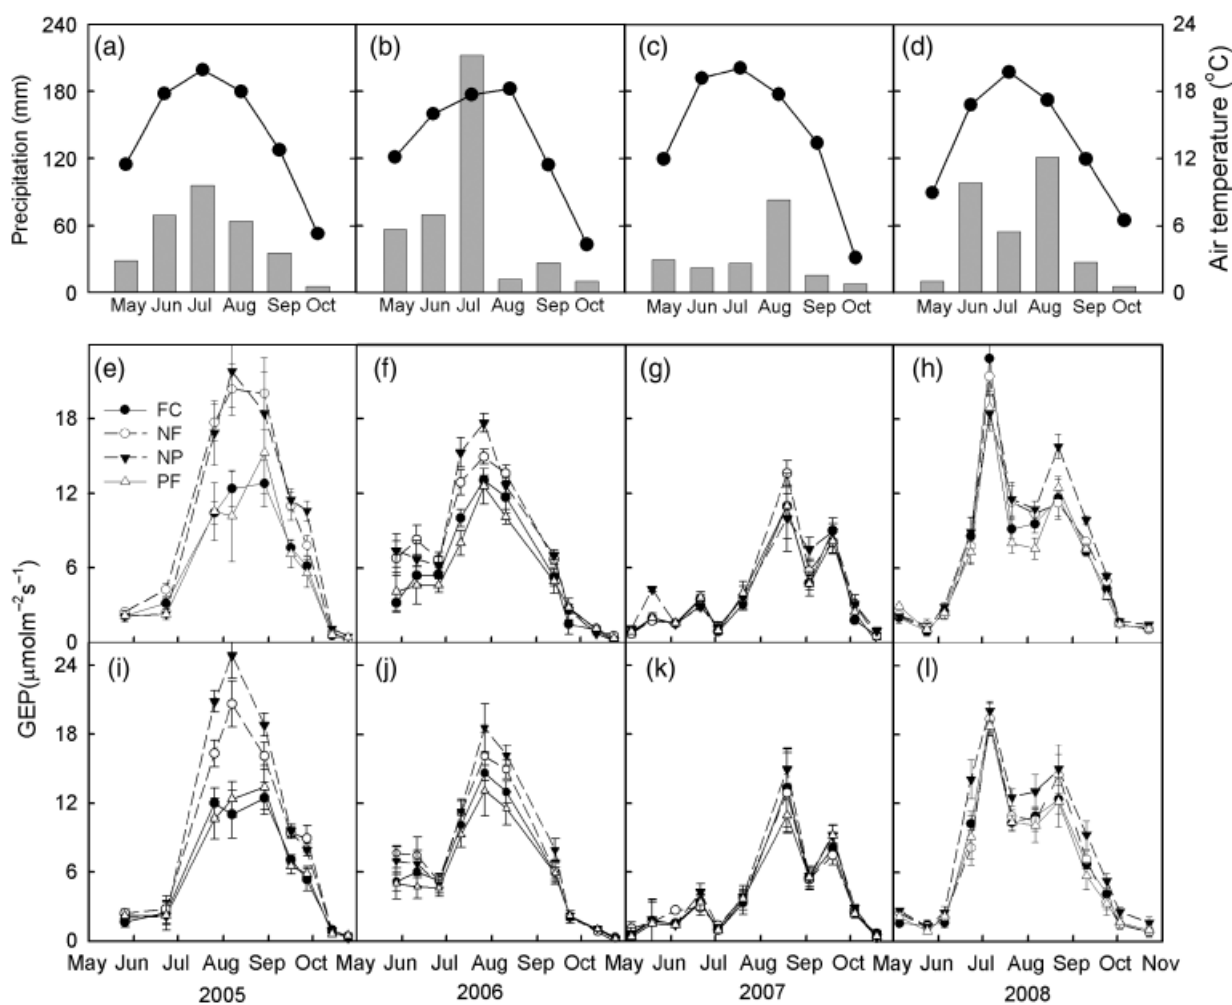 240 (a) (b) (c) (d) 24
180 18
120 12
60 6
0 0
Precipitation (mm)
Air temperature (°C)
May Jun Jul Aug Sep Oct May Jun Jul Aug Sep Oct May Jun Jul Aug Sep Oct May Jun Jul Aug Sep Oct
(e) (f) (g) (h)
FC
NF
NP
PF
18
12
6
0
GEP(μmolm⁻²s⁻¹)
(i) (j) (k) (l)
24
18
12
6
0
May Jun Jul Aug Sep Oct Ma Jun Jul Aug Sep Oct Ma Jun Jul Aug Sep Oct Ma Jun Jul Aug Sep Oct Nov
2005 2006 2007 2008